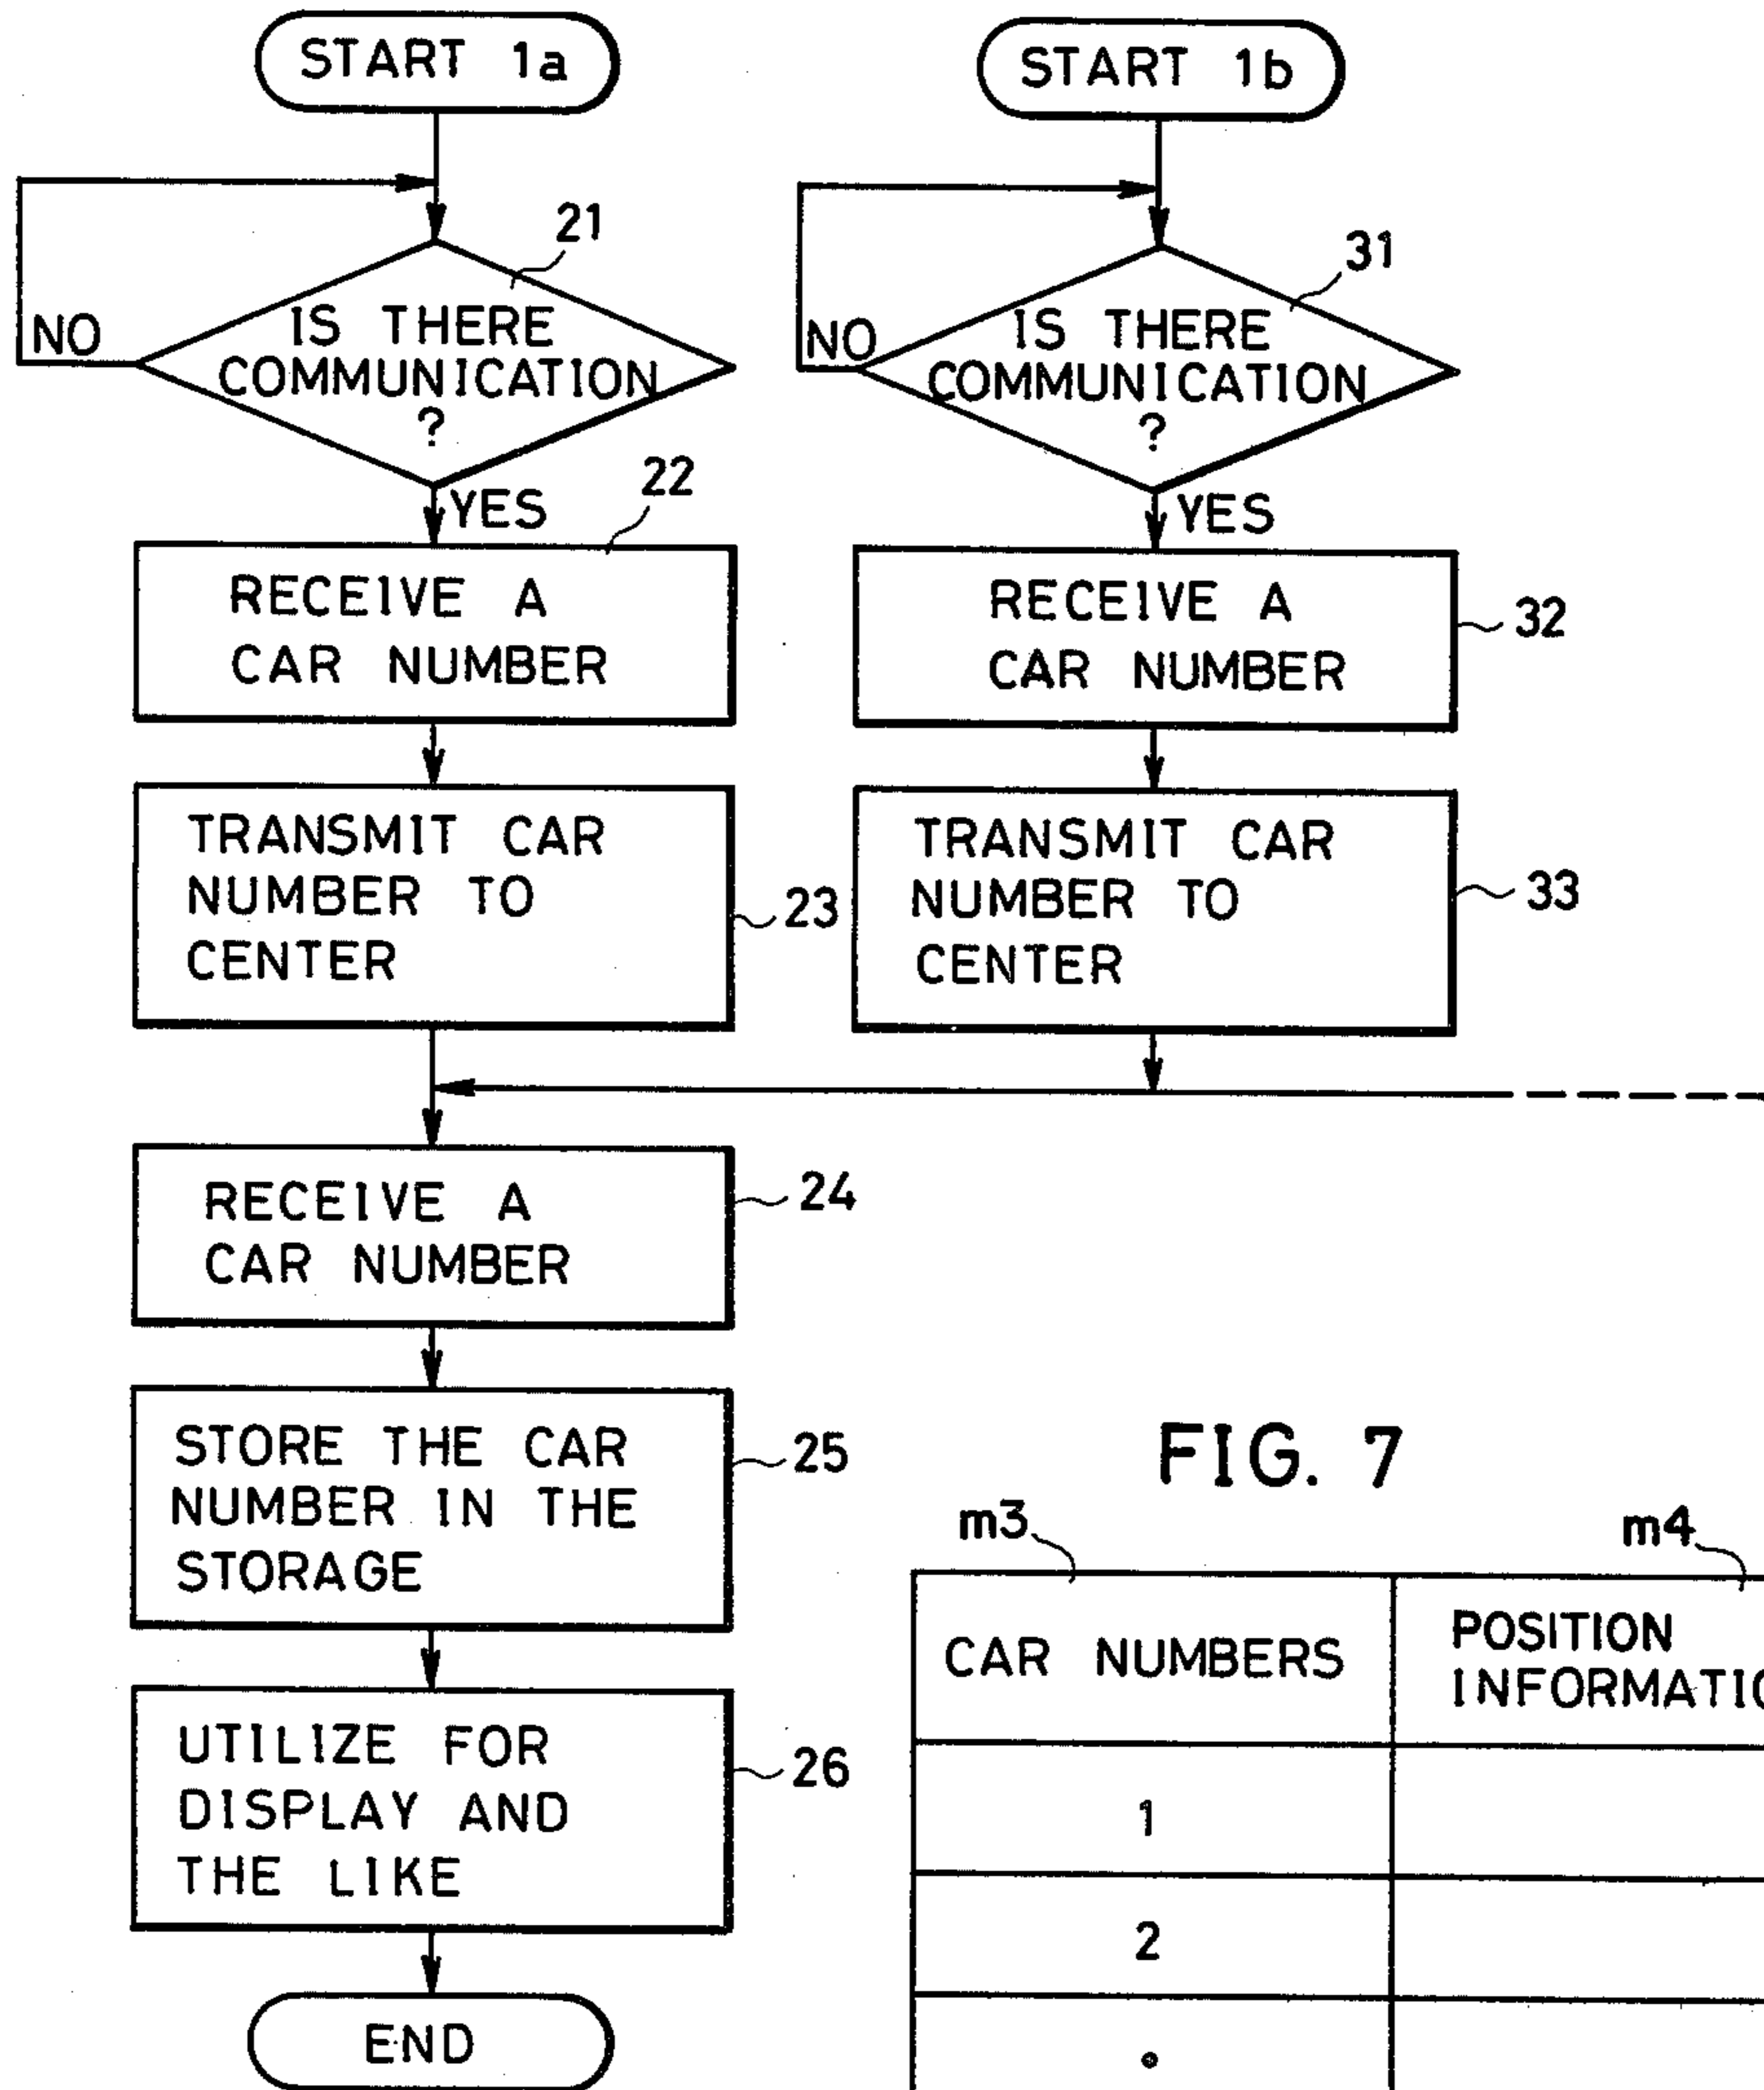 START 1a
21
IS THERE
COMMUNICATION
?
NO
YES
22
RECEIVE A
CAR NUMBER
TRANSMIT CAR
NUMBER TO
CENTER
23
START 1b
31
IS THERE
COMMUNICATION
?
NO
YES
RECEIVE A
CAR NUMBER
32
TRANSMIT CAR
NUMBER TO
CENTER
33
RECEIVE A
CAR NUMBER
24
STORE THE CAR
NUMBER IN THE
STORAGE
25
UTILIZE FOR
DISPLAY AND
THE LIKE
26
END
FIG. 7
m3
m4
CAR NUMBERS
POSITION
INFORMATIO
1
2